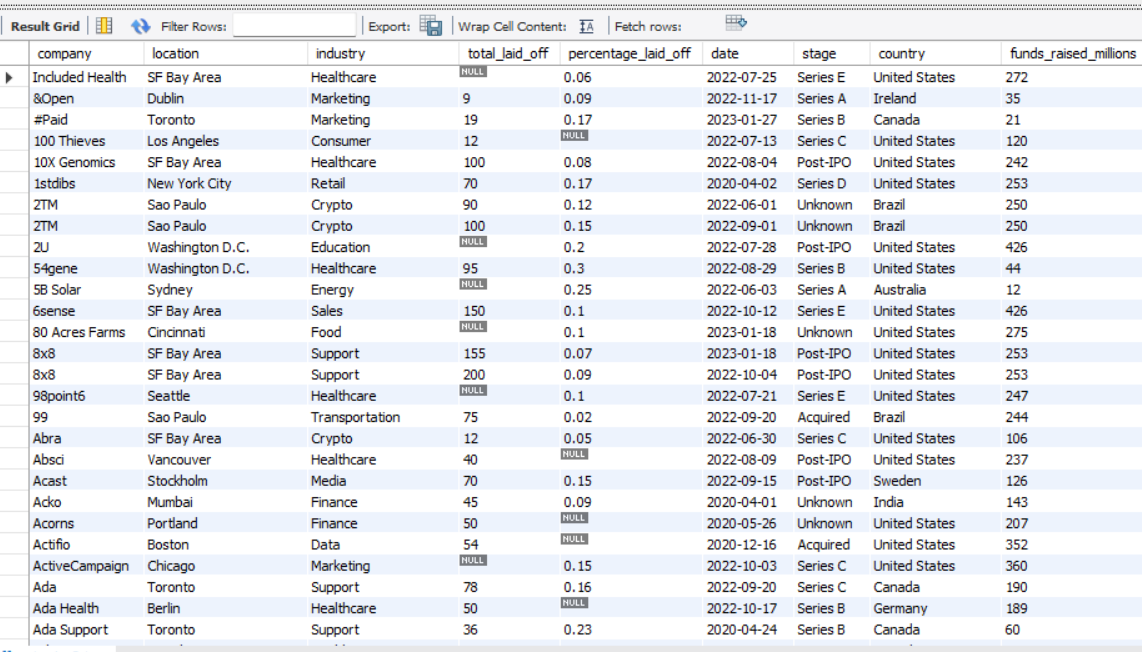 Result Grid Filter Rows: Export: Wrap Cell Content: IA Fetch rows:
company location industry total_laid_off percentage_laid_off date stage country funds_raised_millions
Included Health SF Bay Area Healthcare NULL 0.06 2022-07-25 Series E United States 272
&Open Dublin Marketing 9 0.09 2022-11-17 Series A Ireland 35
#Paid Toronto Marketing 19 0.17 2023-01-27 Series B Canada 21
100 Thieves Los Angeles Consumer 12 NULL 2022-07-13 Series C United States 120
10X Genomics SF Bay Area Healthcare 100 0.08 2022-08-04 Post-IPO United States 242
1stdibs New York City Retail 70 0.17 2020-04-02 Series D United States 253
2TM Sao Paulo Crypto 90 0.12 2022-06-01 Unknown Brazil 250
2TM Sao Paulo Crypto 100 0.15 2022-09-01 Unknown Brazil 250
2U Washington D.C. Education NULL 0.2 2022-07-28 Post-IPO United States 426
54gene Washington D.C. Healthcare 95 0.3 2022-08-29 Series B United States 44
5B Solar Sydney Energy NULL 0.25 2022-06-03 Series A Australia 12
6sense SF Bay Area Sales 150 0.1 2022-10-12 Series E United States 426
80 Acres Farms Cincinnati Food NULL 0.1 2023-01-18 Unknown United States 275
8x8 SF Bay Area Support 155 0.07 2023-01-18 Post-IPO United States 253
8x8 SF Bay Area Support 200 0.09 2022-10-04 Post-IPO United States 253
98point6 Seattle Healthcare NULL 0.1 2022-07-21 Series E United States 247
99 Sao Paulo Transportation 75 0.02 2022-09-20 Acquired Brazil 244
Abra SF Bay Area Crypto 12 0.05 2022-06-30 Series C United States 106
Absci Vancouver Healthcare 40 NULL 2022-08-09 Post-IPO United States 237
Acast Stockholm Media 70 0.15 2022-09-15 Post-IPO Sweden 126
Acko Mumbai Finance 45 0.09 2020-04-01 Unknown India 143
Acorns Portland Finance 50 NULL 2020-05-26 Unknown United States 207
Actifio Boston Data 54 NULL 2020-12-16 Acquired United States 352
ActiveCampaign Chicago Marketing NULL 0.15 2022-10-03 Series C United States 360
Ada Toronto Support 78 0.16 2022-09-20 Series C Canada 190
Ada Health Berlin Healthcare 50 NULL 2022-10-17 Series B Germany 189
Ada Support Toronto Support 36 0.23 2020-04-24 Series B Canada 60